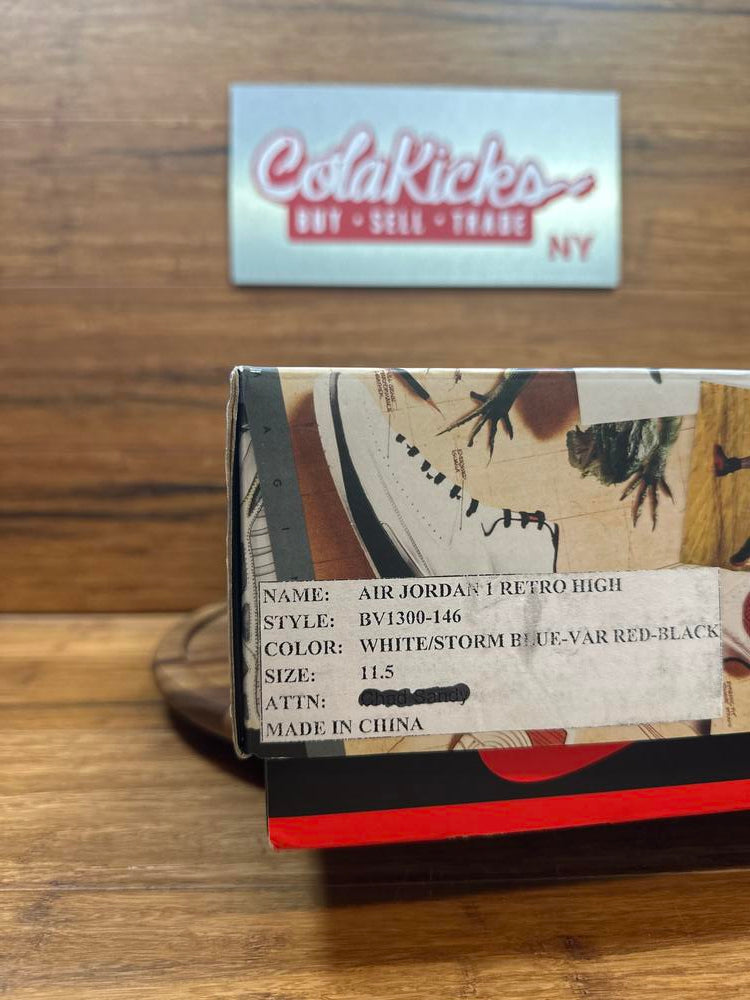 ColaKicks
BUY · SELL · TRADE
NY
A G I
NAME: AIR JORDAN 1 RETRO HIGH
STYLE: BV1300-146
COLOR: WHITE/STORM BLUE-VAR RED-BLACK
SIZE: 11.5
ATTN:
MADE IN CHINA